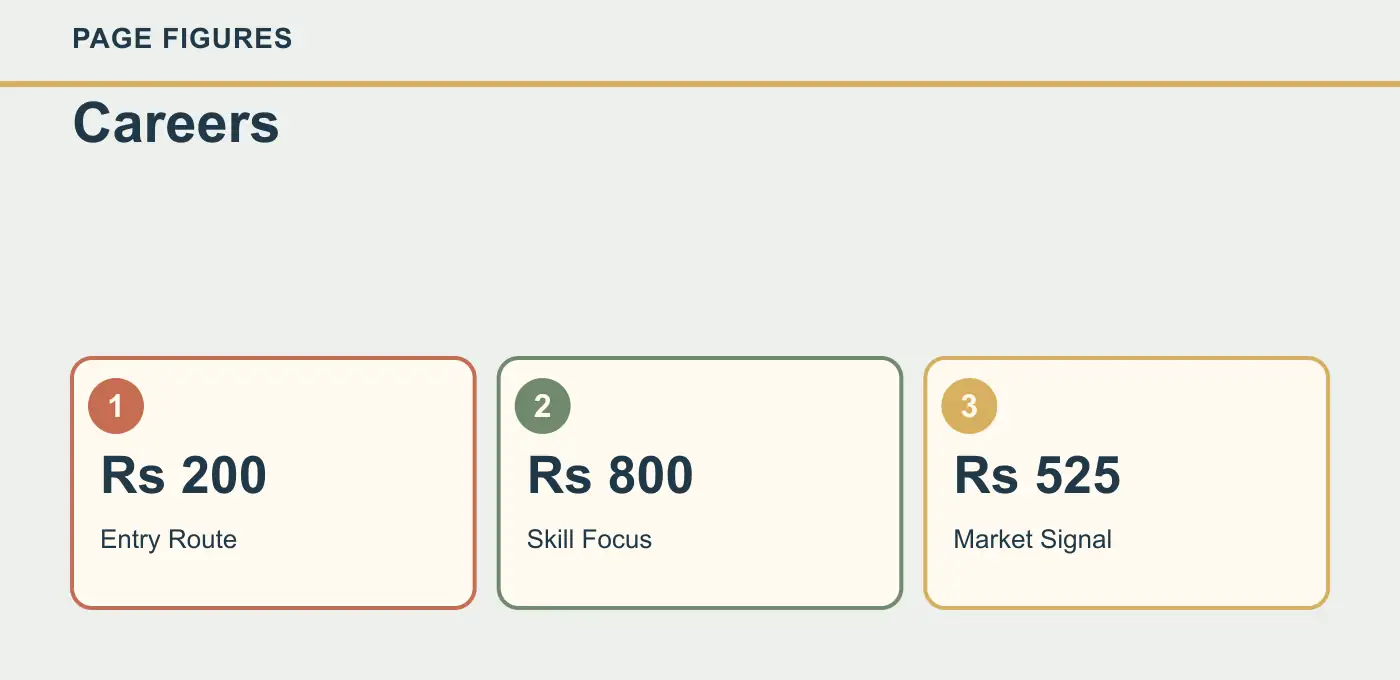 PAGE FIGURES
Careers
1
Rs 200
Entry Route
2
Rs 800
Skill Focus
3
Rs 525
Market Signal